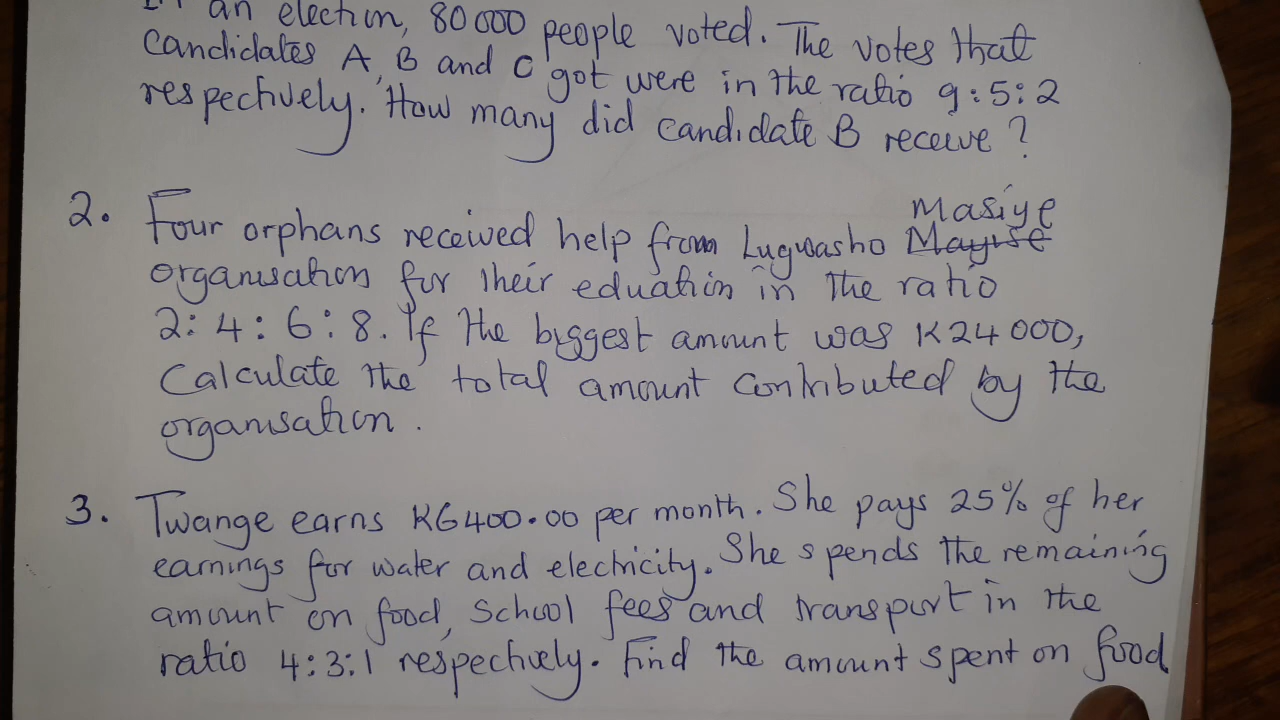 In an election, 80 000 people voted. The votes that
candidates A, B and C got were in the ratio 9:5:2
respectively. How many did candidate B receive?
2. Four orphans received help from Lugwasho Masiye
organisation for their eduation in the ratio
2:4:6:8. If the biggest amount was K24 000,
Calculate the total amount contributed by the
organisation.
3. Twange earns K6400.00 per month. She pays 25% of her
earnings for water and electricity. She spends the remaining
amount on food, School fees and transport in the
ratio 4:3:1 respectively. Find the amount spent on food